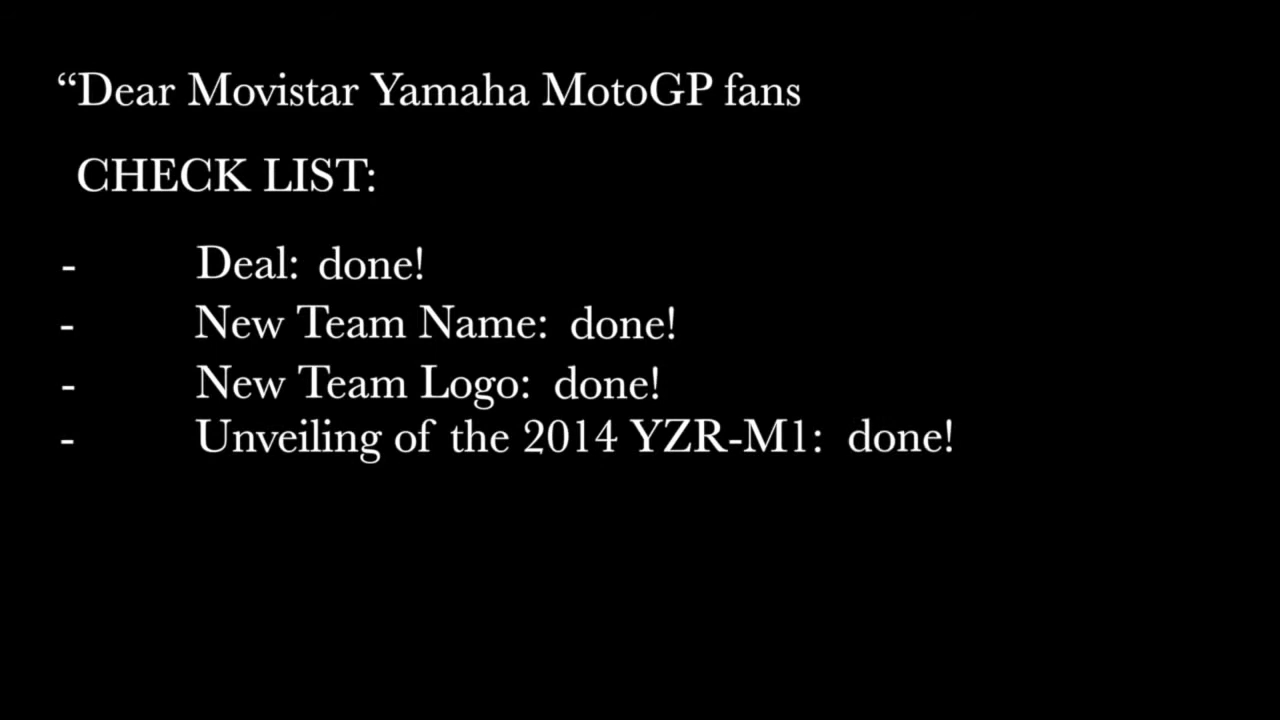 “Dear Movistar Yamaha MotoGP fans
CHECK LIST:
- Deal: done!
- New Team Name: done!
- New Team Logo: done!
- Unveiling of the 2014 YZR-M1: done!